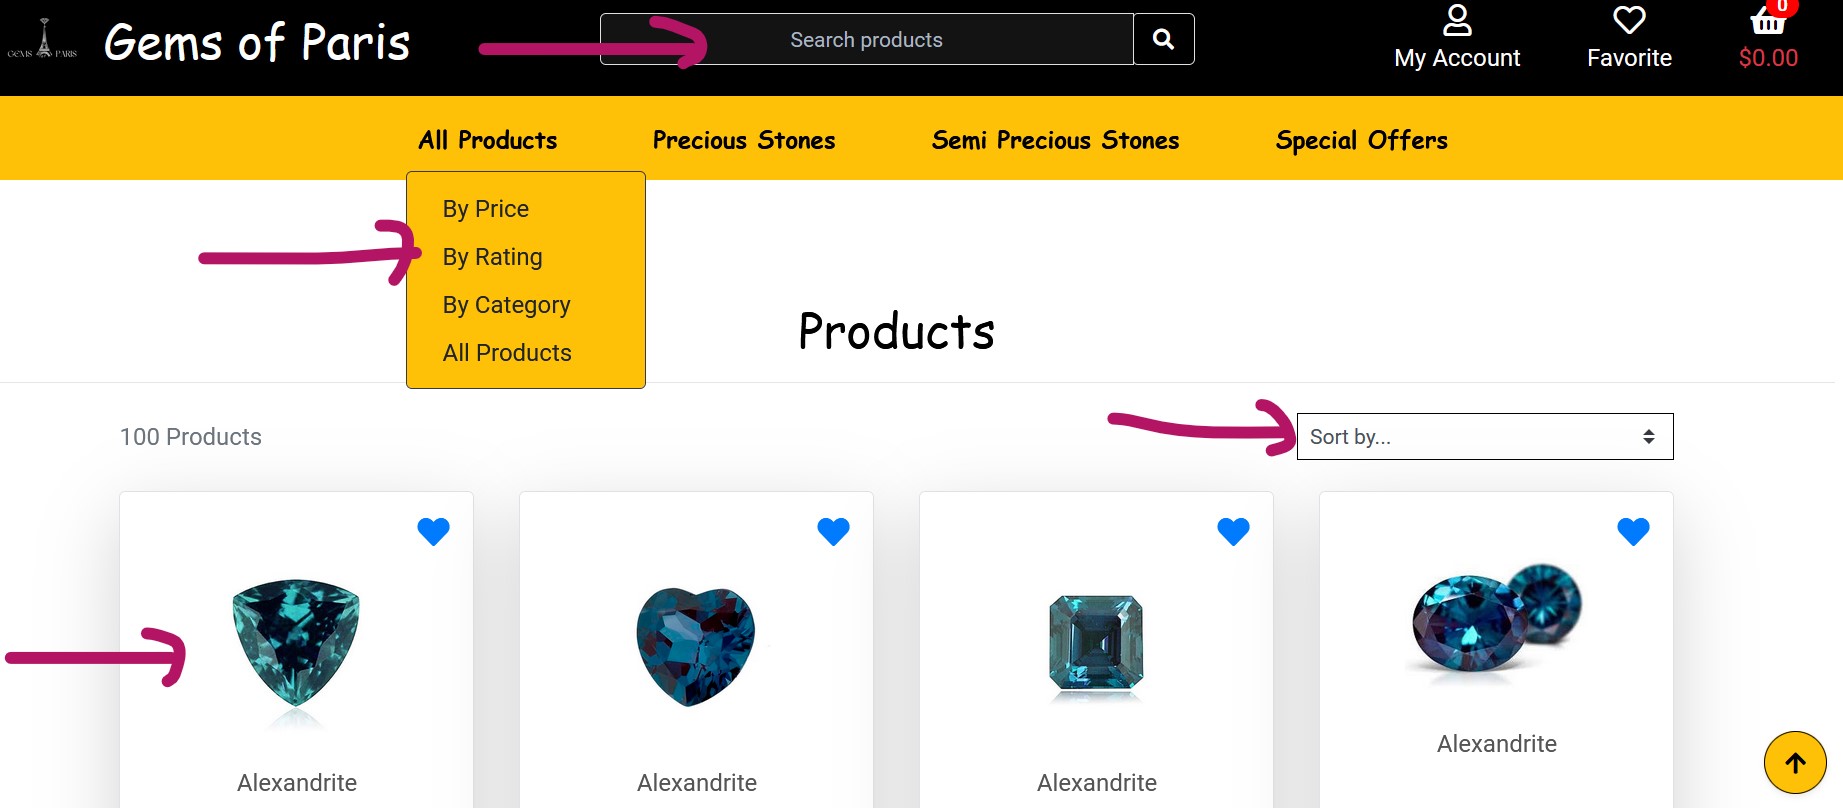 GEMS PARIS
Gems of Paris
Search products
My Account
Favorite
0
$0.00
All Products
Precious Stones
Semi Precious Stones
Special Offers
By Price
By Rating
By Category
All Products
Products
100 Products
Sort by...
Alexandrite
Alexandrite
Alexandrite
Alexandrite